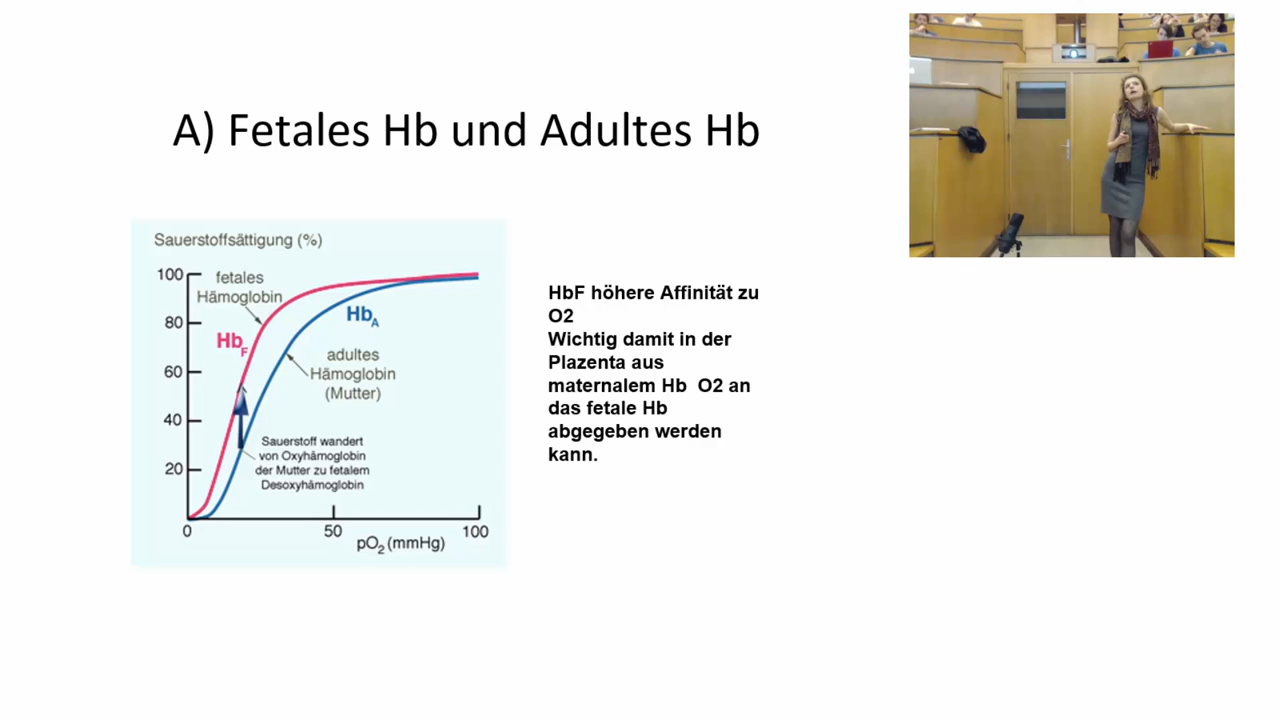 A) Fetales Hb und Adultes Hb
Sauerstoffsättigung (%)
100
80
60
40
20
0
50
100
pO2 (mmHg)
fetales
Hämoglobin
HbF
HbA
adultes
Hämoglobin
(Mutter)
Sauerstoff wandert
von Oxyhämoglobin
der Mutter zu fetalem
Desoxyhämoglobin
HbF höhere Affinität zu
O2
Wichtig damit in der
Plazenta aus
maternalem Hb  O2 an
das fetale Hb
abgegeben werden
kann.